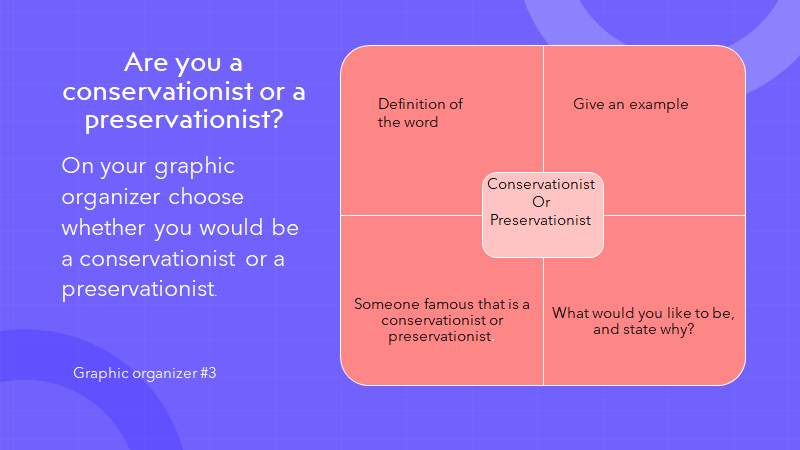 Are you a
conservationist or a
preservationist?
On your graphic
organizer choose
whether you would be
a conservationist or a
preservationist.
Graphic organizer #3
Definition of
the word
Give an example
Conservationist
Or
Preservationist
Someone famous that is a
conservationist or
preservationist.
What would you like to be,
and state why?